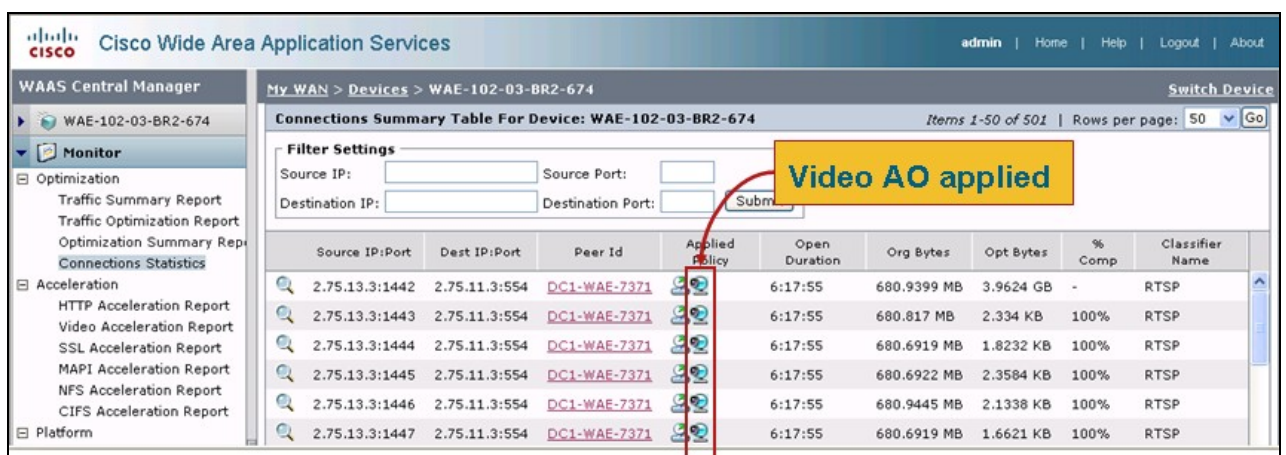 CISCO
Cisco Wide Area Application Services
admin | Home | Help | Logout | About
WAAS Central Manager
My WAN > Devices > WAE-102-03-BR2-674
Switch Device
WAE-102-03-BR2-674
Connections Summary Table For Device: WAE-102-03-BR2-674
Items 1-50 of 501 | Rows per page: 50 Go
Monitor
Filter Settings
Optimization
Source IP:
Source Port:
Video AO applied
Traffic Summary Report
Destination IP:
Destination Port:
Subm
Traffic Optimization Report
Optimization Summary Rep
Connections Statistics
Source IP:Port Dest IP:Port Peer Id Applied Policy Open Duration Org Bytes Opt Bytes % Comp Classifier Name
Acceleration
HTTP Acceleration Report
Video Acceleration Report
SSL Acceleration Report
MAPI Acceleration Report
NFS Acceleration Report
CIFS Acceleration Report
Platform
2.75.13.3:1442 2.75.11.3:554 DC1-WAE-7371 6:17:55 680.9399 MB 3.9624 GB - RTSP
2.75.13.3:1443 2.75.11.3:554 DC1-WAE-7371 6:17:55 680.817 MB 2.334 KB 100% RTSP
2.75.13.3:1444 2.75.11.3:554 DC1-WAE-7371 6:17:55 680.6919 MB 1.8232 KB 100% RTSP
2.75.13.3:1445 2.75.11.3:554 DC1-WAE-7371 6:17:55 680.6922 MB 2.3584 KB 100% RTSP
2.75.13.3:1446 2.75.11.3:554 DC1-WAE-7371 6:17:55 680.9445 MB 2.1338 KB 100% RTSP
2.75.13.3:1447 2.75.11.3:554 DC1-WAE-7371 6:17:55 680.6919 MB 1.6621 KB 100% RTSP